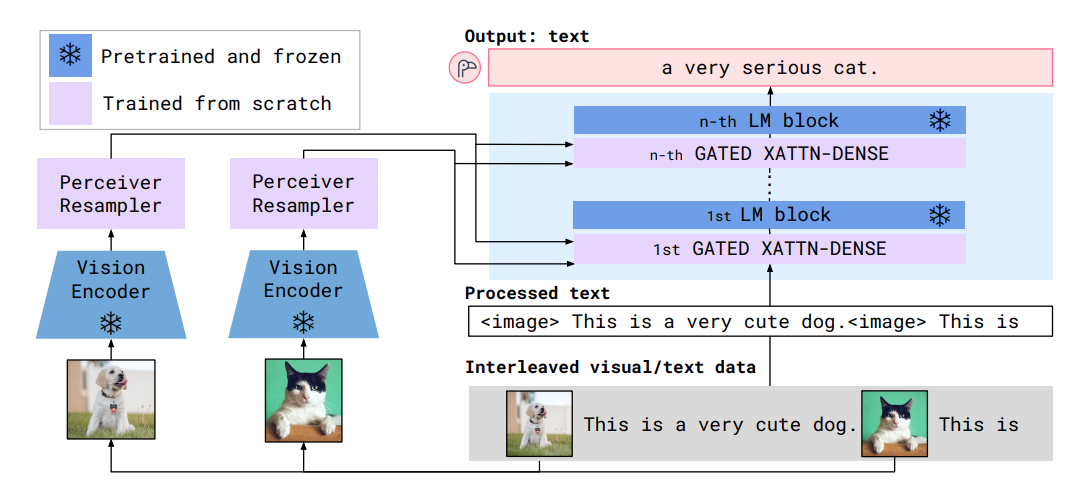 Pretrained and frozen
Trained from scratch
Output: text
a very serious cat.
n-th LM block
n-th GATED XATTN-DENSE
1st LM block
1st GATED XATTN-DENSE
Perceiver
Resampler
Perceiver
Resampler
Vision
Encoder
Vision
Encoder
Processed text
<image> This is a very cute dog.<image> This is
Interleaved visual/text data
This is a very cute dog.
This is